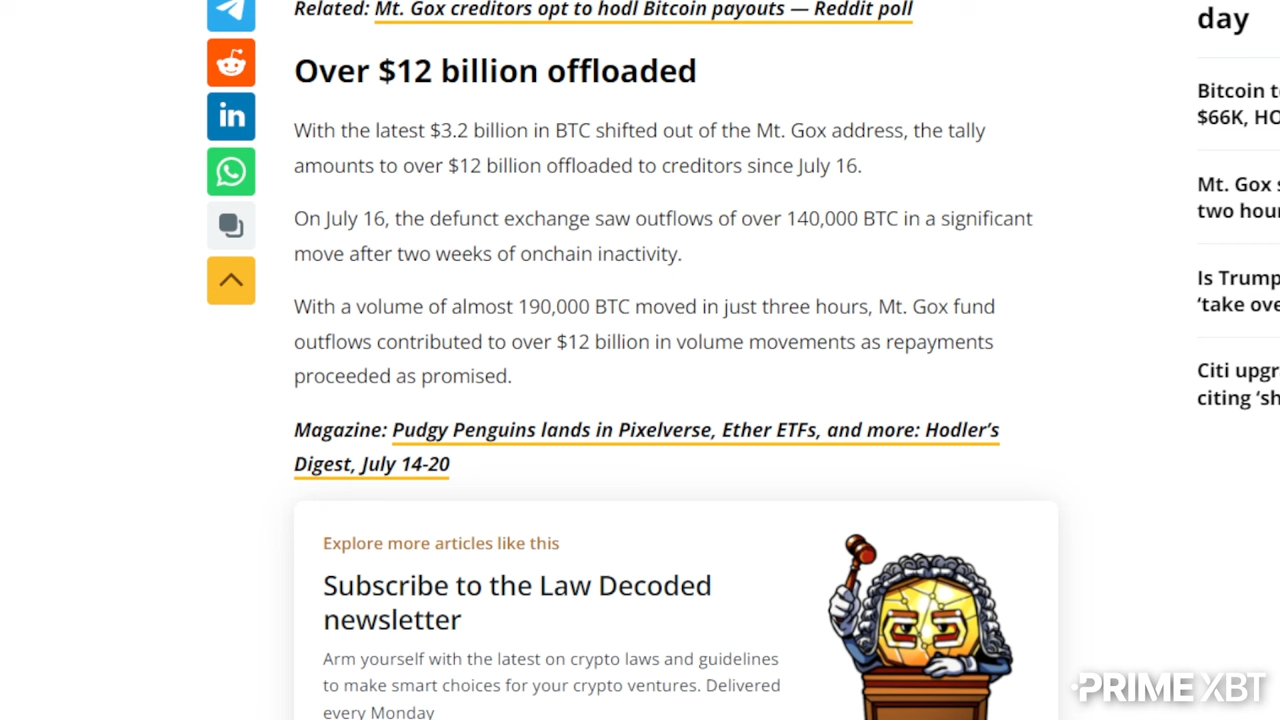 Related: Mt. Gox creditors opt to hodl Bitcoin payouts — Reddit poll
Over $12 billion offloaded
With the latest $3.2 billion in BTC shifted out of the Mt. Gox address, the tally
amounts to over $12 billion offloaded to creditors since July 16.
On July 16, the defunct exchange saw outflows of over 140,000 BTC in a significant
move after two weeks of onchain inactivity.
With a volume of almost 190,000 BTC moved in just three hours, Mt. Gox fund
outflows contributed to over $12 billion in volume movements as repayments
proceeded as promised.
Magazine: Pudgy Penguins lands in Pixelverse, Ether ETFs, and more: Hodler's
Digest, July 14-20
Explore more articles like this
Subscribe to the Law Decoded
newsletter
Arm yourself with the latest on crypto laws and guidelines
to make smart choices for your crypto ventures. Delivered
every Monday
in
day
Bitcoin t
$66K, HO
Mt. Gox s
two hour
Is Trump
'take ove
Citi upgr
citing 'sh
PRIME XBT